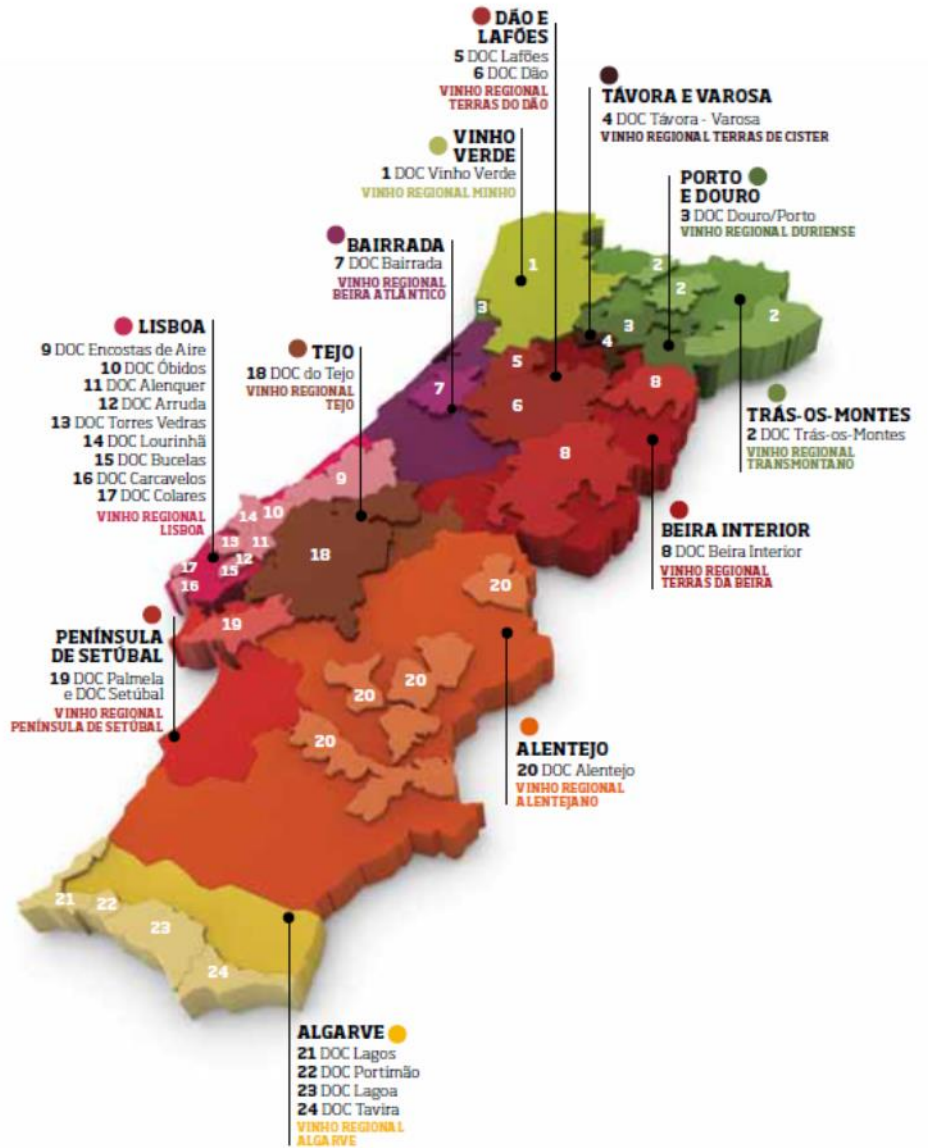 DÃO E
LAFÕES
5 DOC Lafões
6 DOC Dão
VINHO REGIONAL
TERRAS DO DÃO
TÁVORA E VAROSA
4 DOC Távora - Varosa
VINHO REGIONAL TERRAS DE CISTER
VINHO
VERDE
1 DOC Vinho Verde
VINHO REGIONAL MINHO
PORTO
E DOURO
3 DOC Douro/Porto
VINHO REGIONAL DURIENSE
BAIRRADA
7 DOC Bairrada
VINHO REGIONAL
BEIRA ATLÂNTICO
LISBOA
9 DOC Encostas de Aire
10 DOC Óbidos
11 DOC Alenquer
12 DOC Arruda
13 DOC Torres Vedras
14 DOC Lourinhã
15 DOC Bucelas
16 DOC Carcavelos
17 DOC Colares
VINHO REGIONAL
LISBOA
TEJO
18 DOC do Tejo
VINHO REGIONAL
TEJO
TRÁS-OS-MONTES
2 DOC Trás-os-Montes
VINHO REGIONAL
TRANSMONTANO
BEIRA INTERIOR
8 DOC Beira Interior
VINHO REGIONAL
TERRAS DA BEIRA
PENÍNSULA
DE SETÚBAL
19 DOC Palmela
e DOC Setúbal
VINHO REGIONAL
PENÍNSULA DE SETÚBAL
ALENTEJO
20 DOC Alentejo
VINHO REGIONAL
ALENTEJANO
ALGARVE
21 DOC Lagos
22 DOC Portimão
23 DOC Lagoa
24 DOC Tavira
VINHO REGIONAL
ALGARVE
1
2
2
2
3
3
4
5
6
7
8
8
9
10
14
13
11
12
15
17
16
18
19
20
20
20
20
21
22
23
24